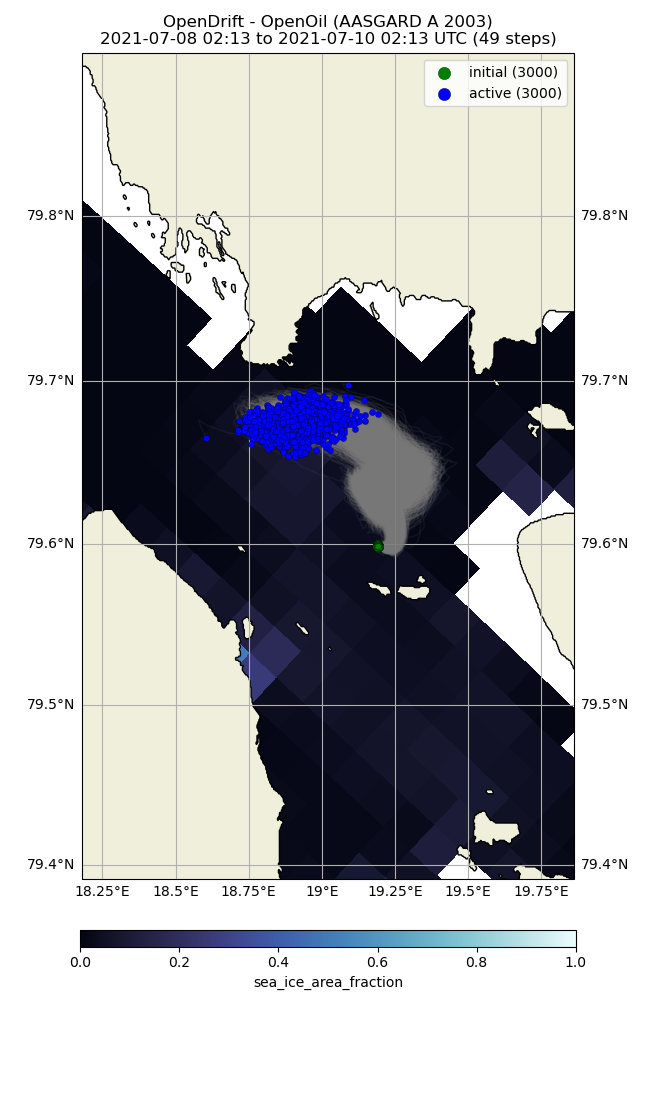 OpenDrift - OpenOil (AASGARD A 2003)
2021-07-08 02:13 to 2021-07-10 02:13 UTC (49 steps)
initial (3000)
active (3000)
79.8°N 79.8°N
79.7°N 79.7°N
79.6°N 79.6°N
79.5°N 79.5°N
79.4°N 79.4°N
18.25°E 18.5°E 18.75°E 19°E 19.25°E 19.5°E 19.75°E
0.0 0.2 0.4 0.6 0.8 1.0
sea_ice_area_fraction